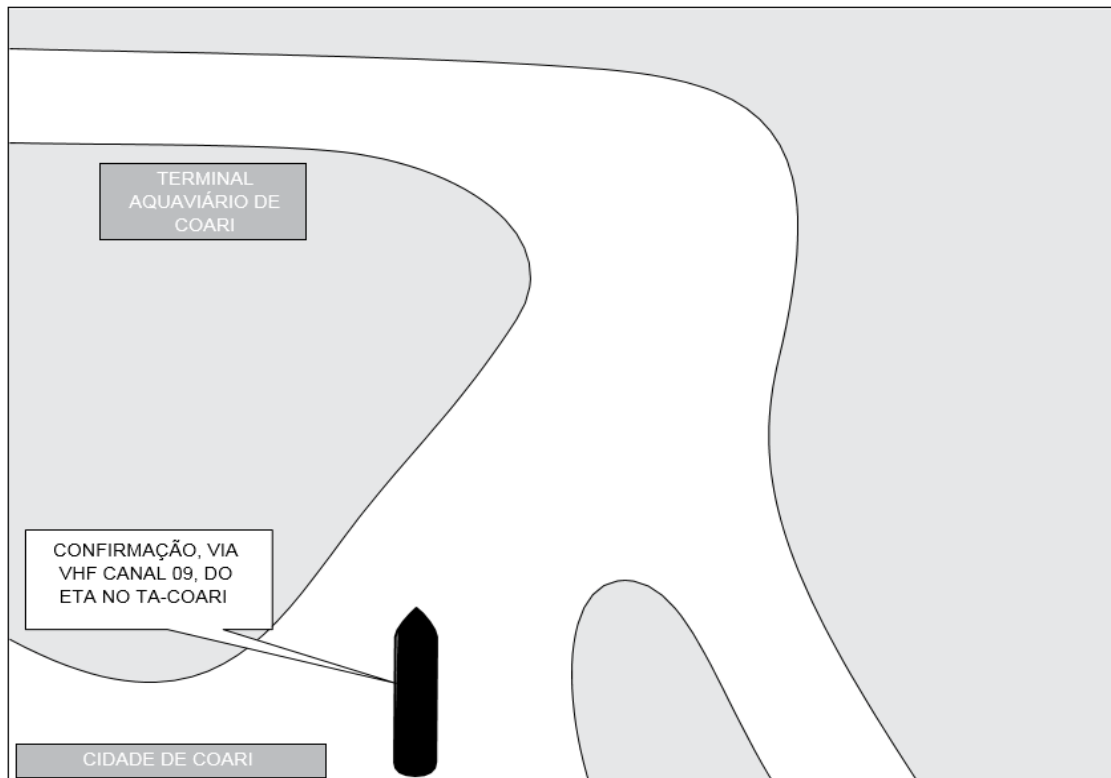 TERMINAL
AQUAVIÁRIO DE
COARI
CONFIRMAÇÃO, VIA
VHF CANAL 09, DO
ETA NO TA-COARI
CIDADE DE COARI